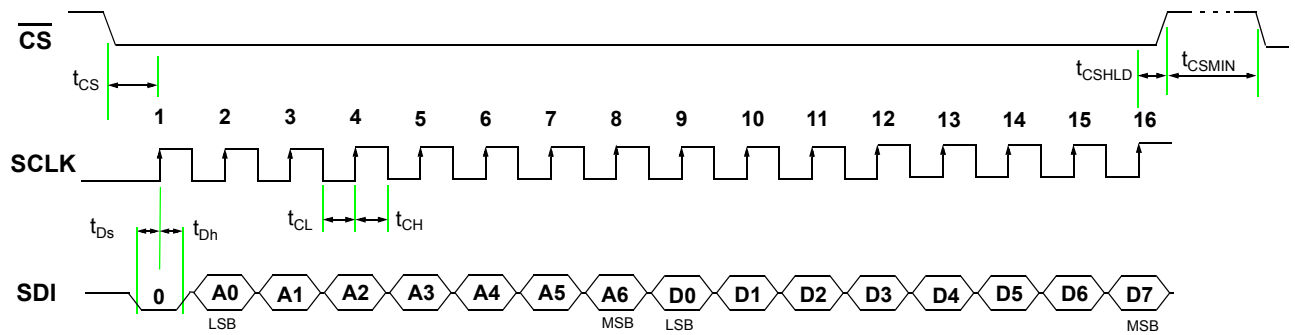 CS
tCS
tCSHLD
tCSMIN
1 2 3 4 5 6 7 8 9 10 11 12 13 14 15 16
SCLK
tDs
tDh
tCL
tCH
SDI
0 A0 A1 A2 A3 A4 A5 A6 D0 D1 D2 D3 D4 D5 D6 D7
LSB MSB LSB MSB